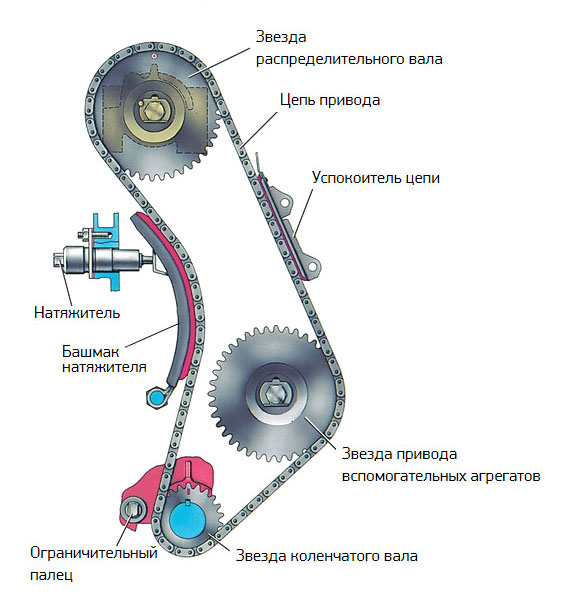 Звезда
распределительного вала
Цепь привода
Успокоитель цепи
Натяжитель
Башмак
натяжителя
Звезда привода
вспомогательных агрегатов
Ограничительный
палец
Звезда коленчатого вала